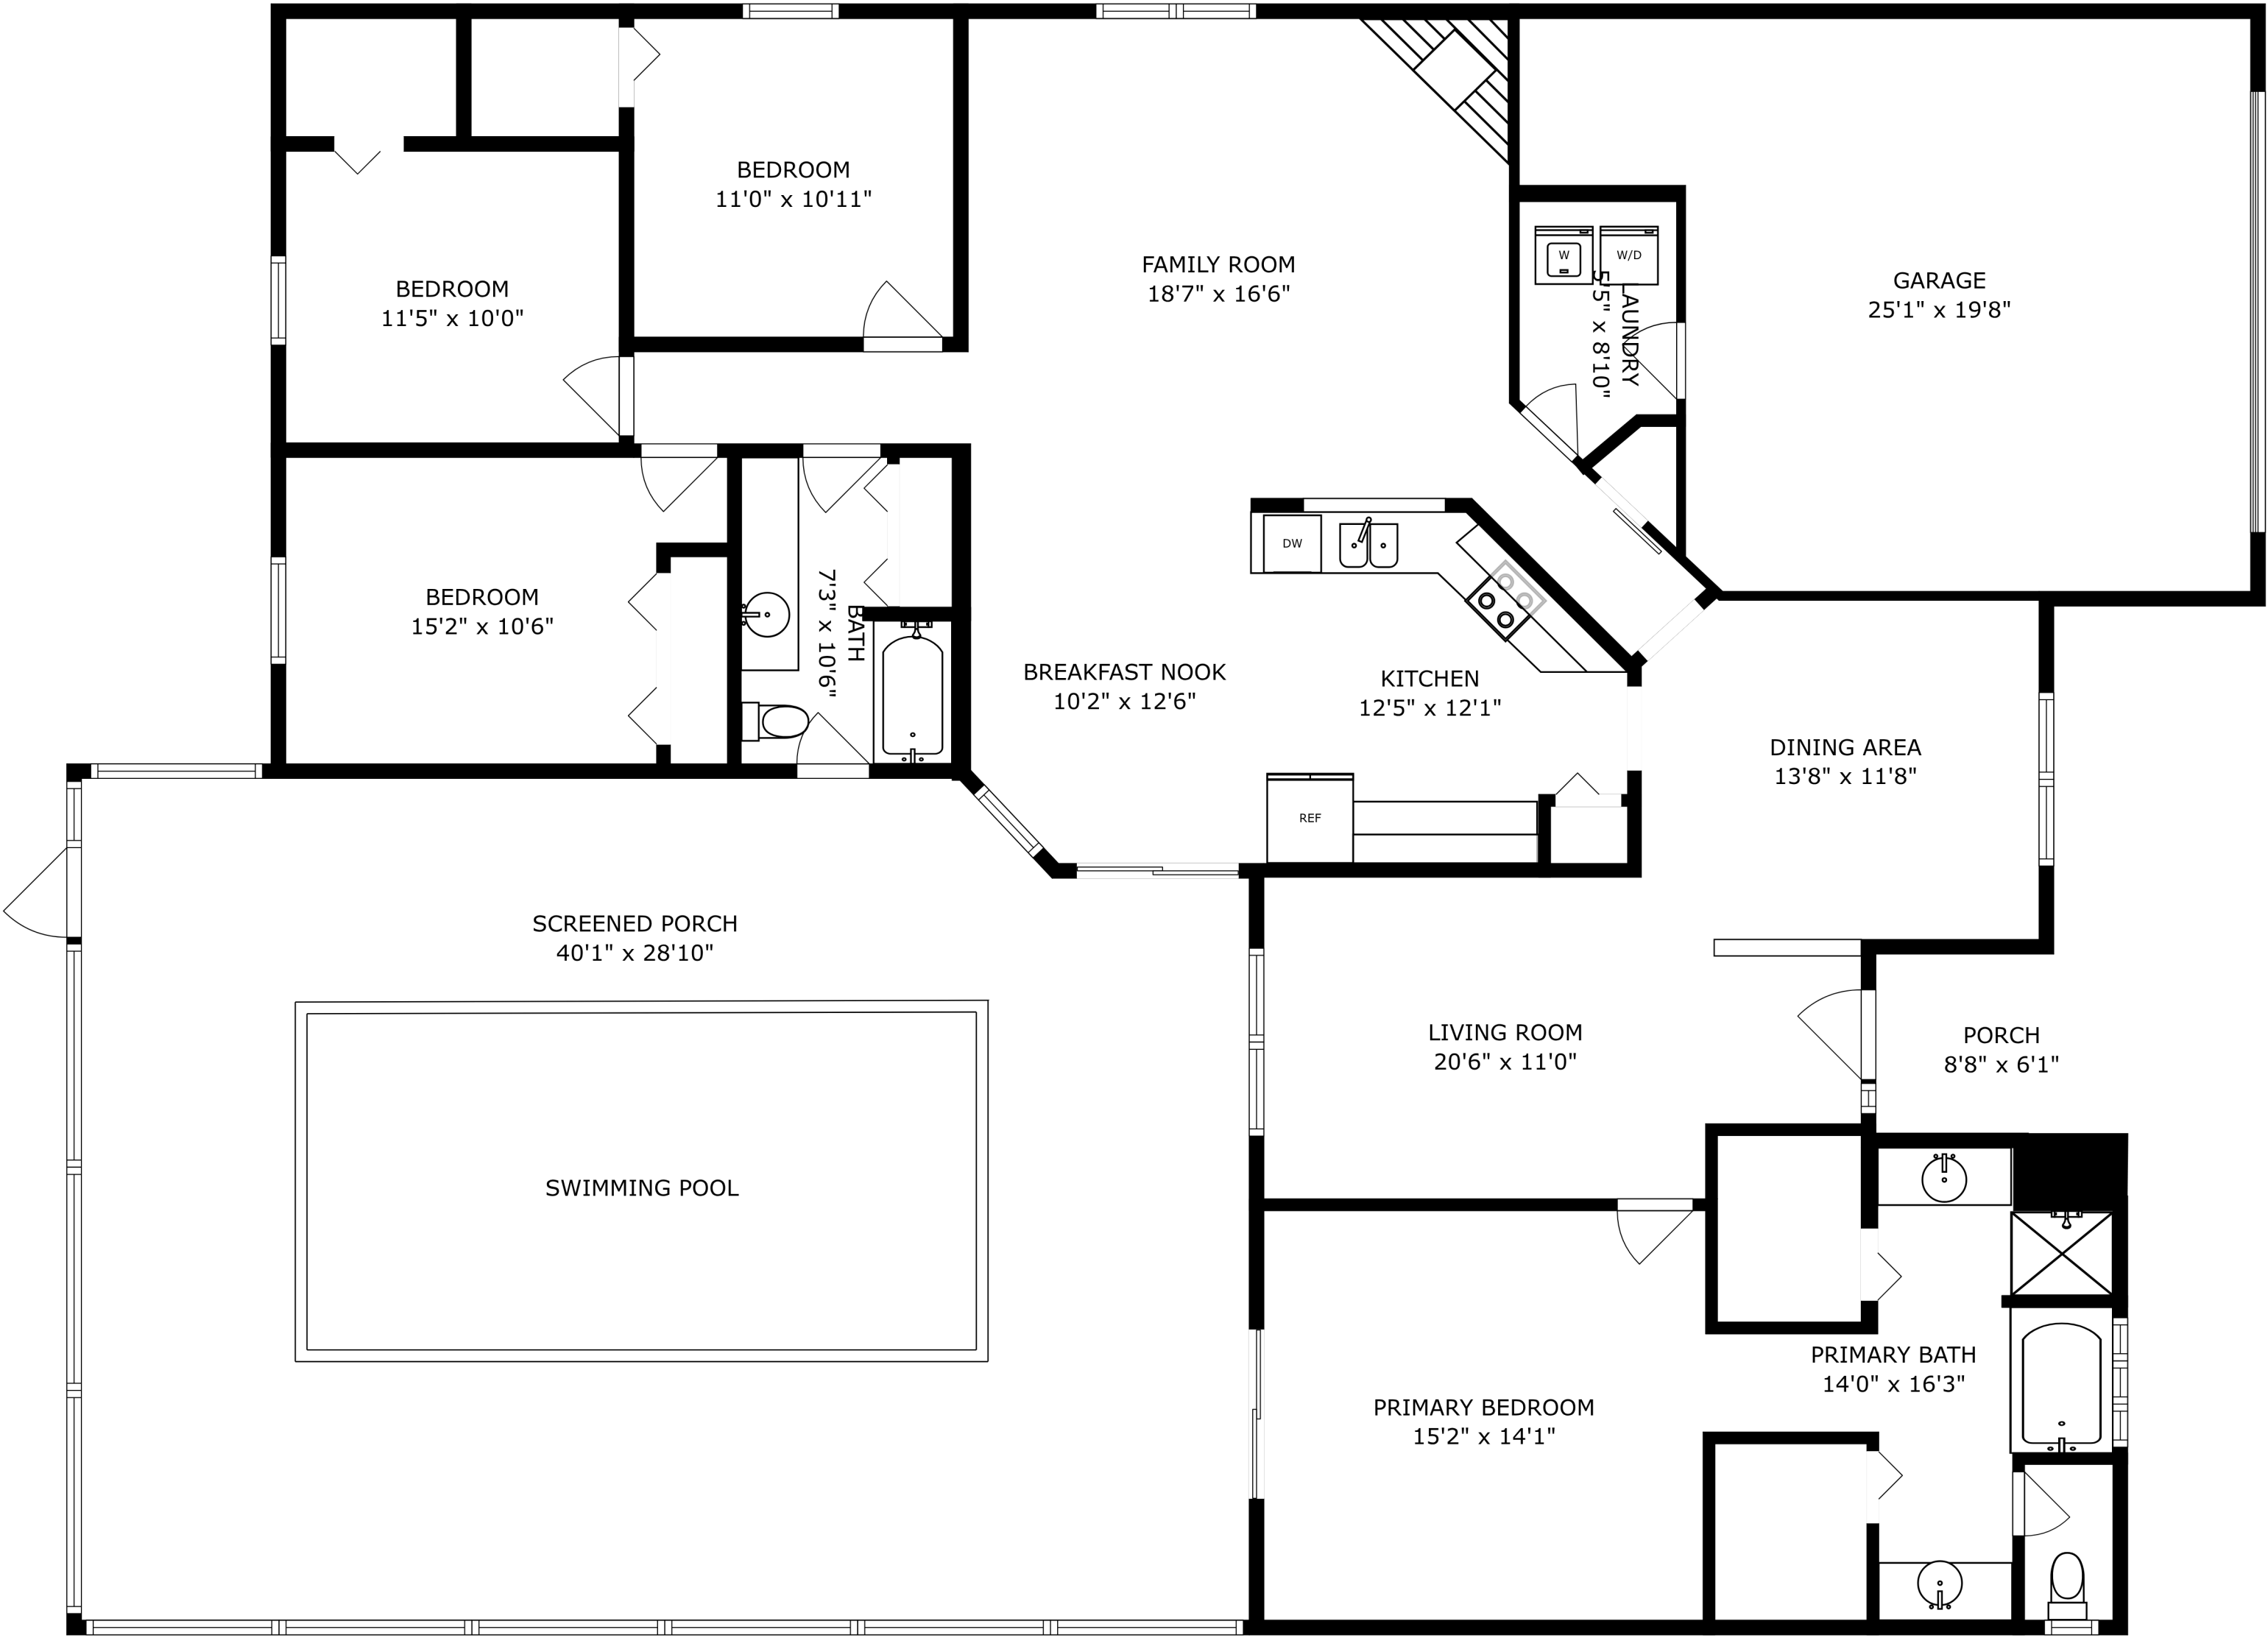 BEDROOM
11'0" x 10'11"
BEDROOM
11'5" x 10'0"
FAMILY ROOM
18'7" x 16'6"
W
W/D
LAUNDRY
5'5" x 8'10"
GARAGE
25'1" x 19'8"
BEDROOM
15'2" x 10'6"
BATH
7'3" x 10'6"
DW
BREAKFAST NOOK
10'2" x 12'6"
KITCHEN
12'5" x 12'1"
REF
DINING AREA
13'8" x 11'8"
SCREENED PORCH
40'1" x 28'10"
LIVING ROOM
20'6" x 11'0"
PORCH
8'8" x 6'1"
SWIMMING POOL
PRIMARY BEDROOM
15'2" x 14'1"
PRIMARY BATH
14'0" x 16'3"